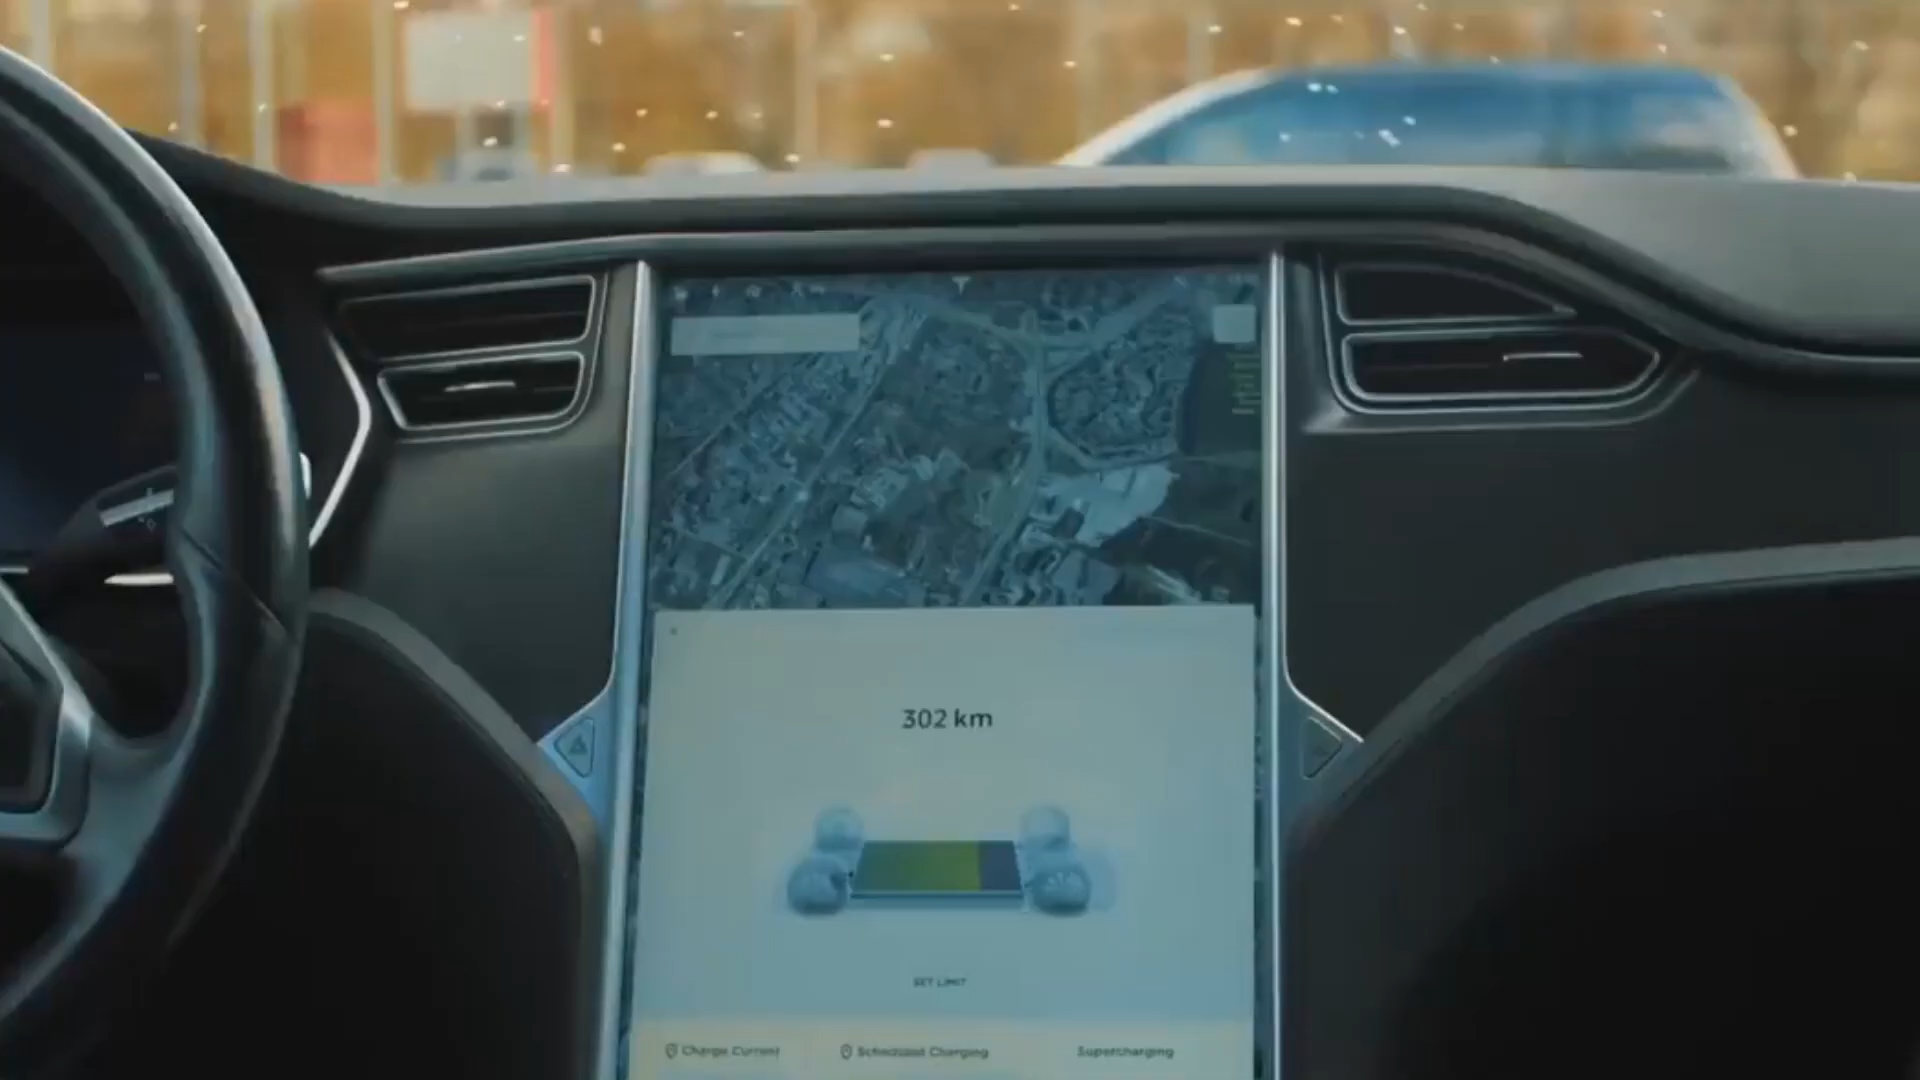 302 km
SET LIMIT
Charge Current
Scheduled Charging
Supercharging